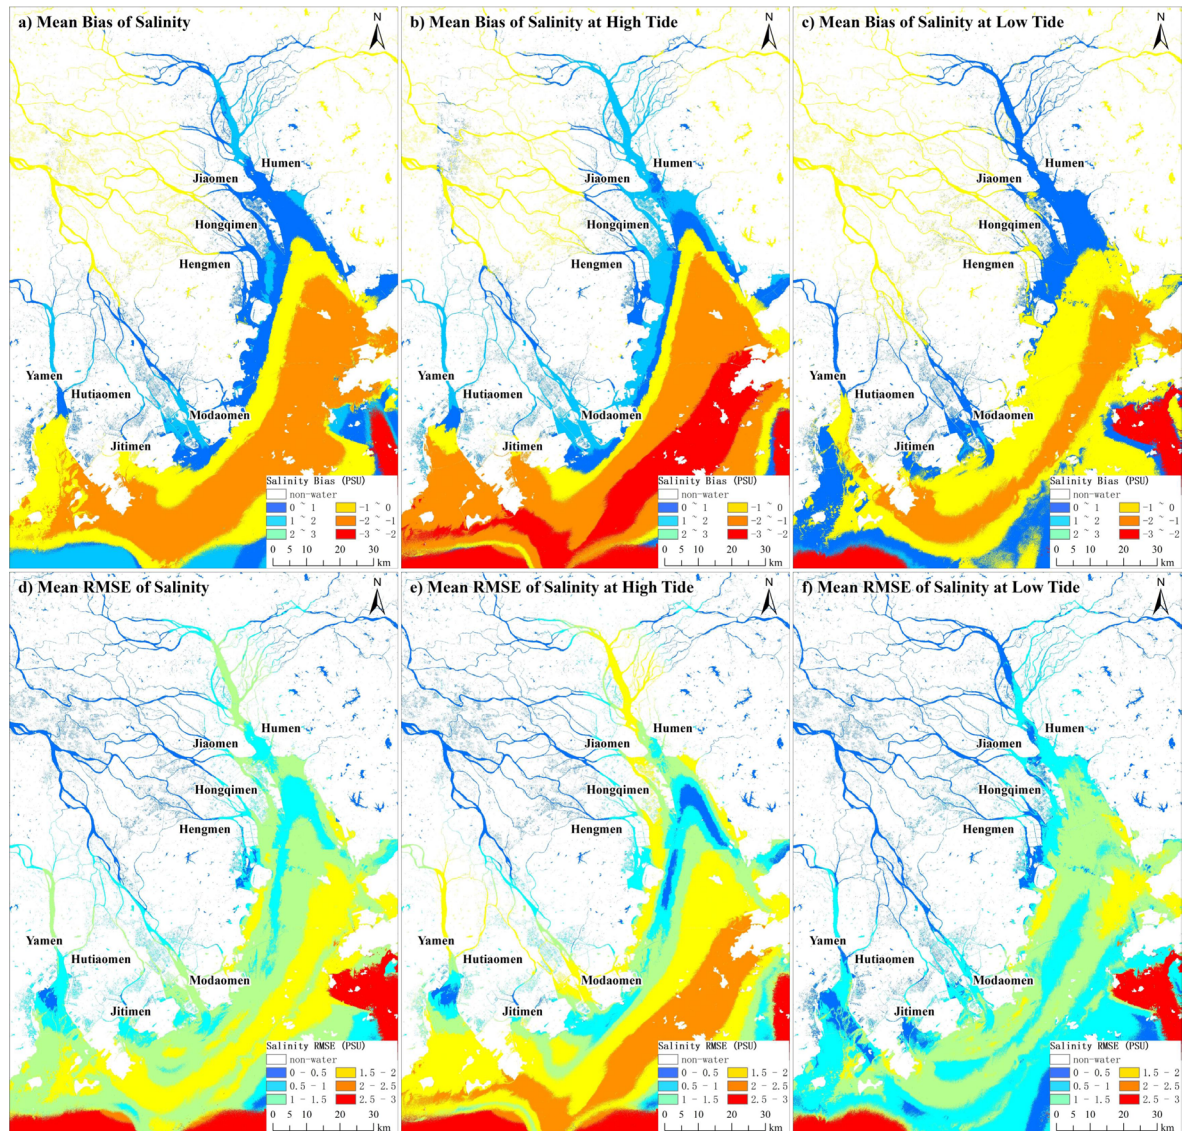 a) Mean Bias of Salinity
N
Humen
Jiaomen
Hongqimen
Hengmen
Yamen
Hutiaomen
Modaomen
Jitimen
Salinity Bias (PSU)
non-water
0 ~ 1
-1 ~ 0
1 ~ 2
-2 ~ -1
2 ~ 3
-3 ~ -2
0 5 10 20 30
km
b) Mean Bias of Salinity at High Tide
N
Humen
Jiaomen
Hongqimen
Hengmen
Yamen
Hutiaomen
Modaomen
Jitimen
Salinity Bias (PSU)
non-water
0 ~ 1
-1 ~ 0
1 ~ 2
-2 ~ -1
2 ~ 3
-3 ~ -2
0 5 10 20 30
km
c) Mean Bias of Salinity at Low Tide
N
Humen
Jiaomen
Hongqimen
Hengmen
Yamen
Hutiaomen
Modaomen
Jitimen
Salinity Bias (PSU)
non-water
0 ~ 1
-1 ~ 0
1 ~ 2
-2 ~ -1
2 ~ 3
-3 ~ -2
0 5 10 20 30
km
d) Mean RMSE of Salinity
N
Humen
Jiaomen
Hongqimen
Hengmen
Yamen
Hutiaomen
Modaomen
Jitimen
Salinity RMSE (PSU)
non-water
0 - 0.5
1.5 - 2
0.5 - 1
2 - 2.5
1 - 1.5
2.5 - 3
0 5 10 20 30
km
e) Mean RMSE of Salinity at High Tide
N
Humen
Jiaomen
Hongqimen
Hengmen
Yamen
Hutiaomen
Modaomen
Jitimen
Salinity RMSE (PSU)
non-water
0 - 0.5
1.5 - 2
0.5 - 1
2 - 2.5
1 - 1.5
2.5 - 3
0 5 10 20 30
km
f) Mean RMSE of Salinity at Low Tide
N
Humen
Jiaomen
Hongqimen
Hengmen
Yamen
Hutiaomen
Modaomen
Jitimen
Salinity RMSE (PSU)
non-water
0 - 0.5
1.5 - 2
0.5 - 1
2 - 2.5
1 - 1.5
2.5 - 3
0 5 10 20 30
km